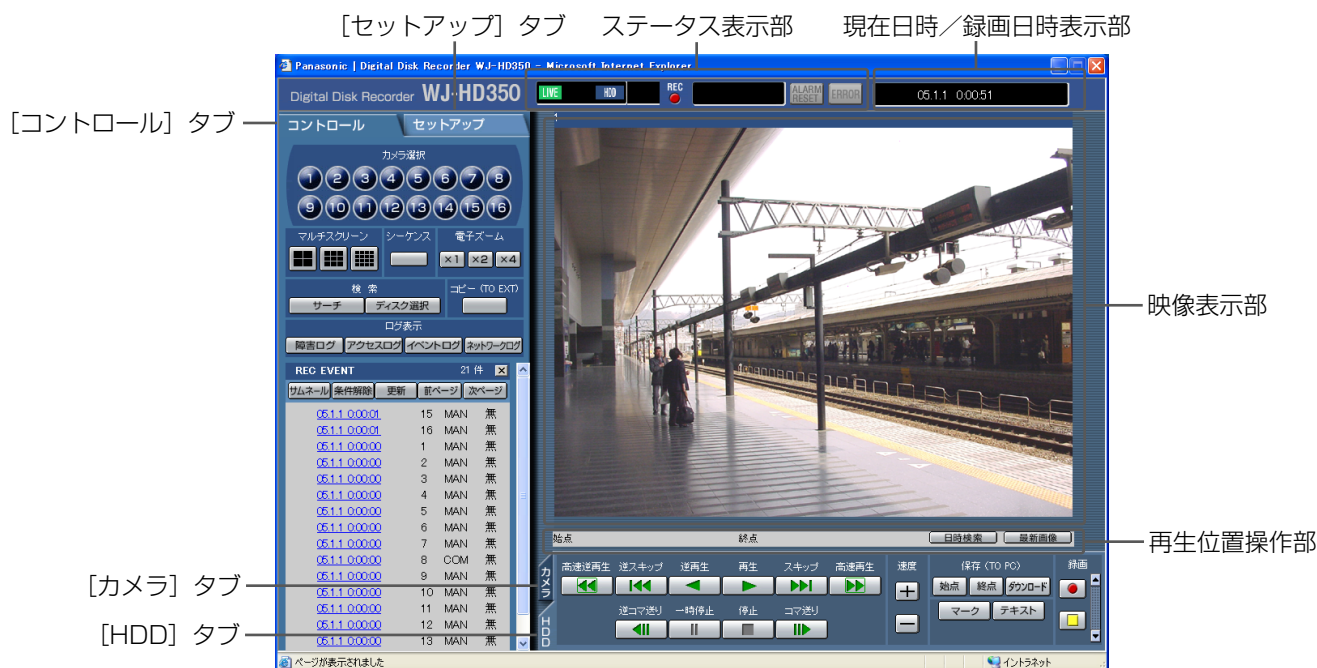 ［セットアップ］タブ
ステータス表示部
現在日時／録画日時表示部
Panasonic | Digital Disk Recorder WJ-HD350 - Microsoft Internet Explorer
Digital Disk Recorder WJ-HD350
LIVE
HDD
REC
ALARM RESET
ERROR
05.1.1 0:00:51
［コントロール］タブ
コントロール
セットアップ
カメラ選択
1 2 3 4 5 6 7 8
9 10 11 12 13 14 15 16
マルチスクリーン
シーケンス
電子ズーム
×1 ×2 ×4
検 索
コピー (TO EXT)
サーチ
ディスク選択
ログ表示
障害ログ アクセスログ イベントログ ネットワークログ
映像表示部
REC EVENT 21 件
サムネール 条件解除 更新 前ページ 次ページ
05.1.1 0:00:01 15 MAN 無
05.1.1 0:00:01 16 MAN 無
05.1.1 0:00:00 1 MAN 無
05.1.1 0:00:00 2 MAN 無
05.1.1 0:00:00 3 MAN 無
05.1.1 0:00:00 4 MAN 無
05.1.1 0:00:00 5 MAN 無
05.1.1 0:00:00 6 MAN 無
05.1.1 0:00:00 7 MAN 無
05.1.1 0:00:00 8 COM 無
05.1.1 0:00:00 9 MAN 無
05.1.1 0:00:00 10 MAN 無
05.1.1 0:00:00 11 MAN 無
05.1.1 0:00:00 12 MAN 無
05.1.1 0:00:00 13 MAN 無
始点
終点
日時検索
最新画像
再生位置操作部
［カメラ］タブ
カメラ
高速逆再生 逆スキップ 逆再生 再生 スキップ 高速再生
速度
保存 (TO PC)
録画
始点 終点 ダウンロード
マーク テキスト
［HDD］タブ
HDD
逆コマ送り 一時停止 停止 コマ送り
ページが表示されました
イントラネット